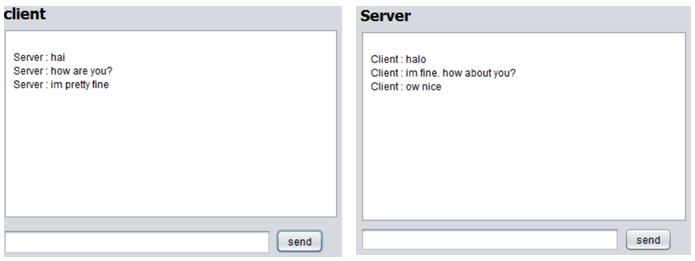 client
Server : hai
Server : how are you?
Server : im pretty fine
send
Server
Client : halo
Client : im fine. how about you?
Client : ow nice
send